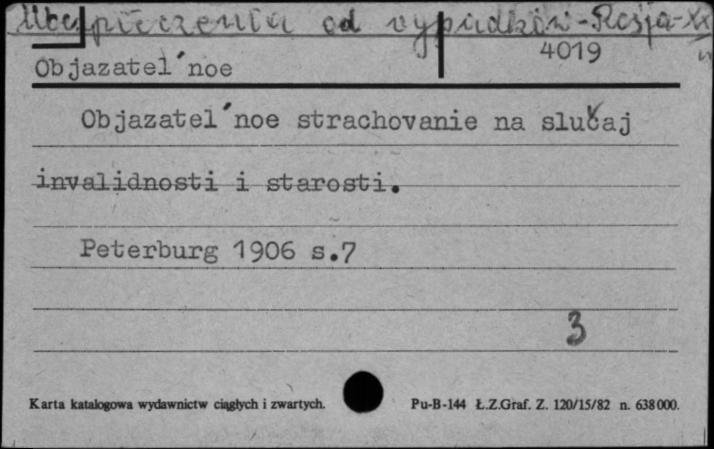 Ubezpieczenia od wypadków-Rosja-XX w
4019
Objazatel'noe
Objazatel'noe strachovanie na slučaj
invalidnosti i starosti.
Peterburg 1906 s.7
3
Karta katalogowa wydawnictw ciągłych i zwartych. Pu-B-144 Ł.Z.Graf. Z. 120/15/82 n. 638000.